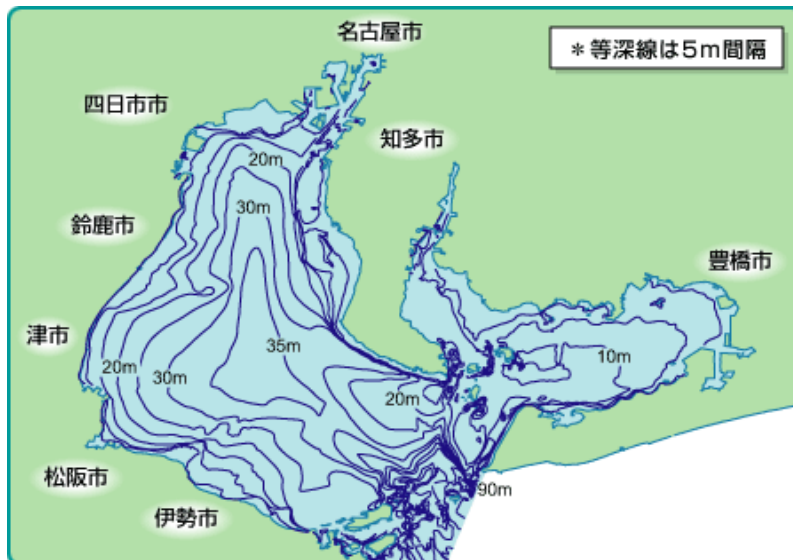 名古屋市
＊等深線は5m間隔
四日市市
知多市
20m
30m
鈴鹿市
豊橋市
津市
35m
10m
20m
30m
20m
松阪市
90m
伊勢市